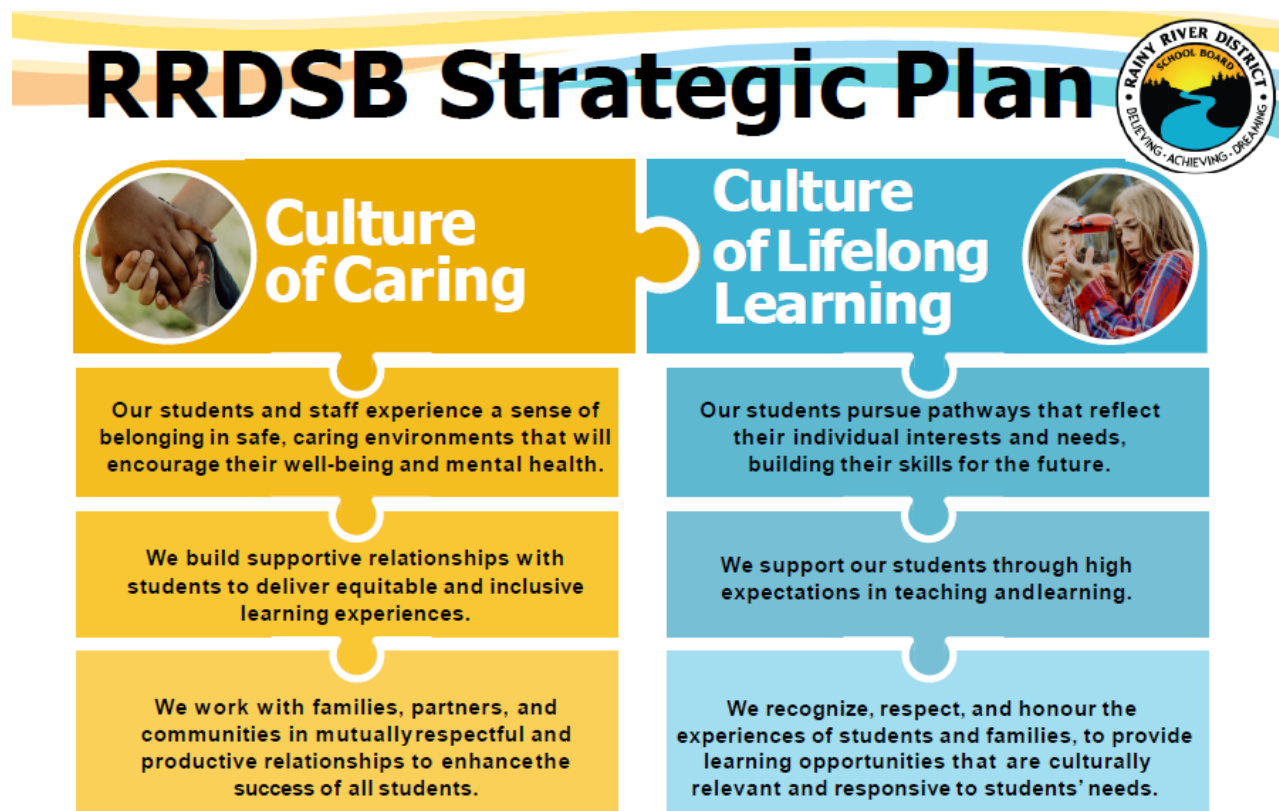 RRDSB Strategic Plan
RAINY RIVER DISTRICT
SCHOOL BOARD
BELIEVING · ACHIEVING · DREAMING
Culture
of Caring
Our students and staff experience a sense of
belonging in safe, caring environments that will
encourage their well-being and mental health.
We build supportive relationships with
students to deliver equitable and inclusive
learning experiences.
We work with families, partners, and
communities in mutuallyrespectful and
productive relationships to enhancethe
success of all students.
Culture
of Lifelong
Learning
Our students pursue pathways that reflect
their individual interests and needs,
building their skills for the future.
We support our students through high
expectations in teaching andlearning.
We recognize, respect, and honour the
experiences of students and families, to provide
learning opportunities that are culturally
relevant and responsive to students’ needs.